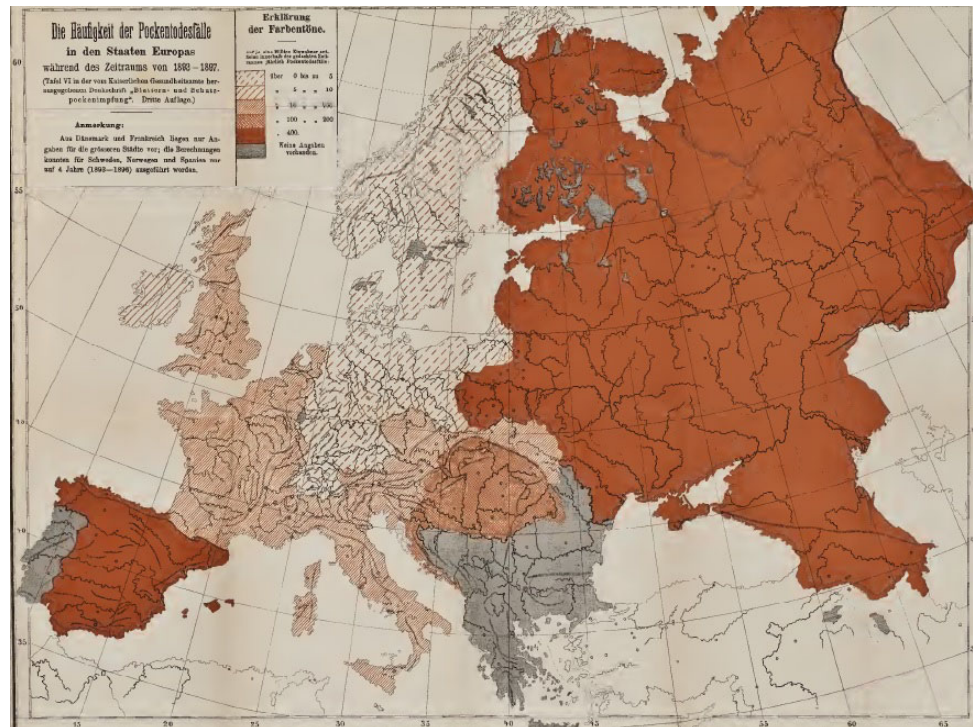 Die Häufigkeit der Pockentodesfälle
in den Staaten Europas
während des Zeitraums von 1893–1897.
(Tafel VI in der vom Kaiserlichen Gesundheitsamte her-
ausgegebenen Denkschrift „Blattern- und Schutz-
pockenimpfung“. Dritte Auflage.)
Anmerkung:
Aus Dänemark und Frankreich liegen nur An-
gaben für die grösseren Städte vor; die Berechnungen
konnten für Schweden, Norwegen und Spanien nur
auf 4 Jahre (1893–1896) ausgeführt werden.
Erklärung
der Farbentöne.
über 0 bis zu 5
„ 5 „ „ 10
„ „ „
„ 100 „ „
„ 400.
Keine Angaben
vorhanden.
60
55
50
35
15
20
25
30
35
40
45
50
55
60
65